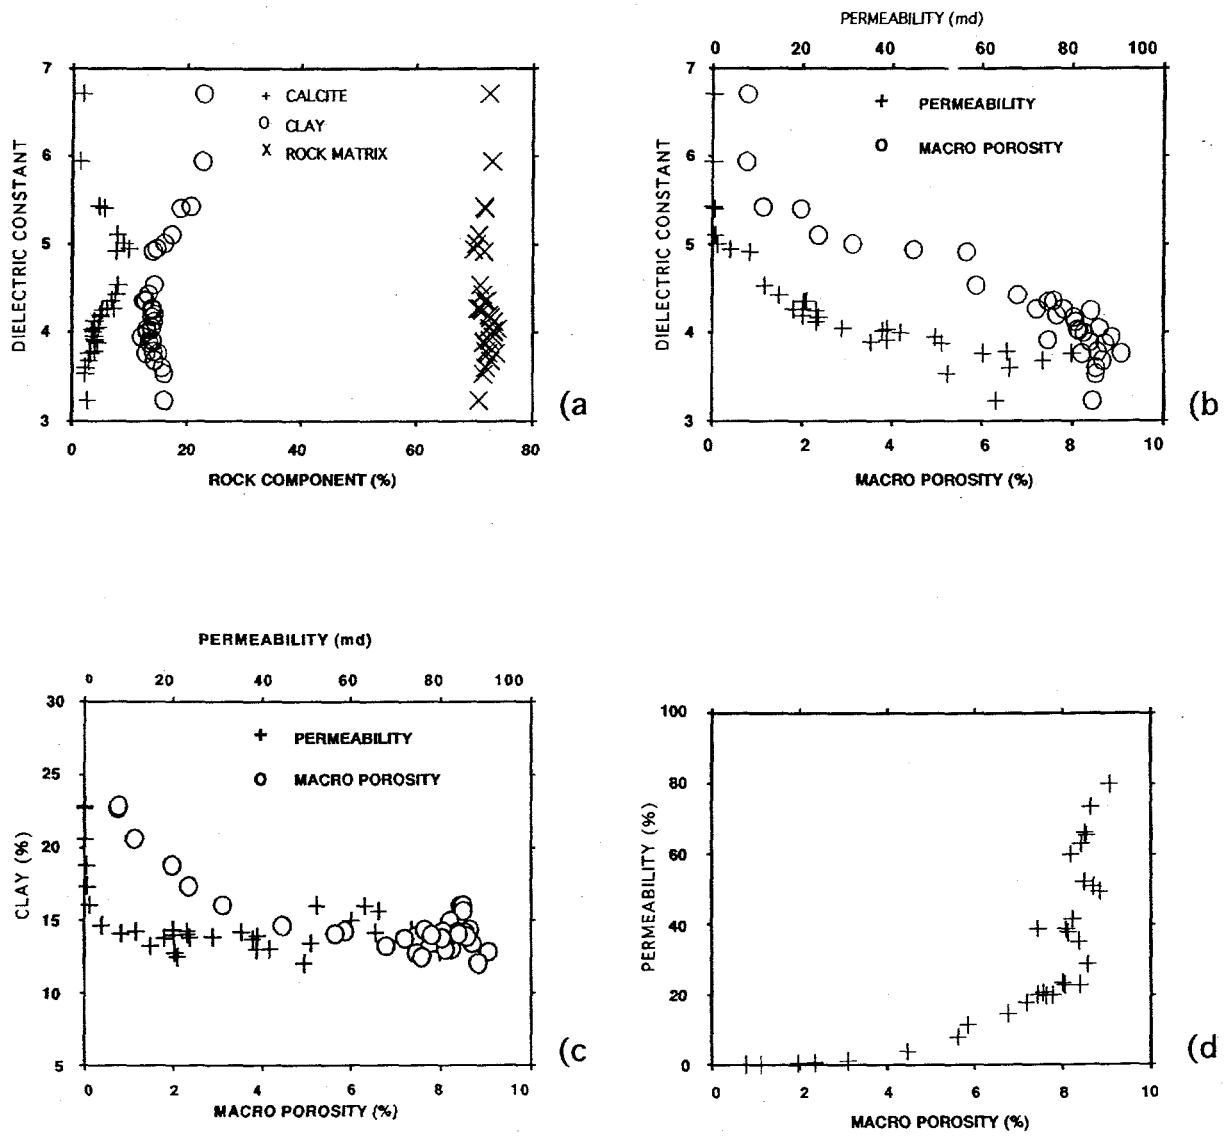 PERMEABILITY (md)
0 20 40 60 80 100
7
6
5
4
3
DIELECTRIC CONSTANT
+ CALCITE
O CLAY
X ROCK MATRIX
0 20 40 60 80
ROCK COMPONENT (%)
(a
7
6
5
4
3
DIELECTRIC CONSTANT
+ PERMEABILITY
O MACRO POROSITY
0 2 4 6 8 10
MACRO POROSITY (%)
(b
PERMEABILITY (md)
0 20 40 60 80 100
30
25
20
15
10
5
CLAY (%)
+ PERMEABILITY
O MACRO POROSITY
0 2 4 6 8 10
MACRO POROSITY (%)
(c
100
80
60
40
20
0
PERMEABILITY (%)
0 2 4 6 8 10
MACRO POROSITY (%)
(d